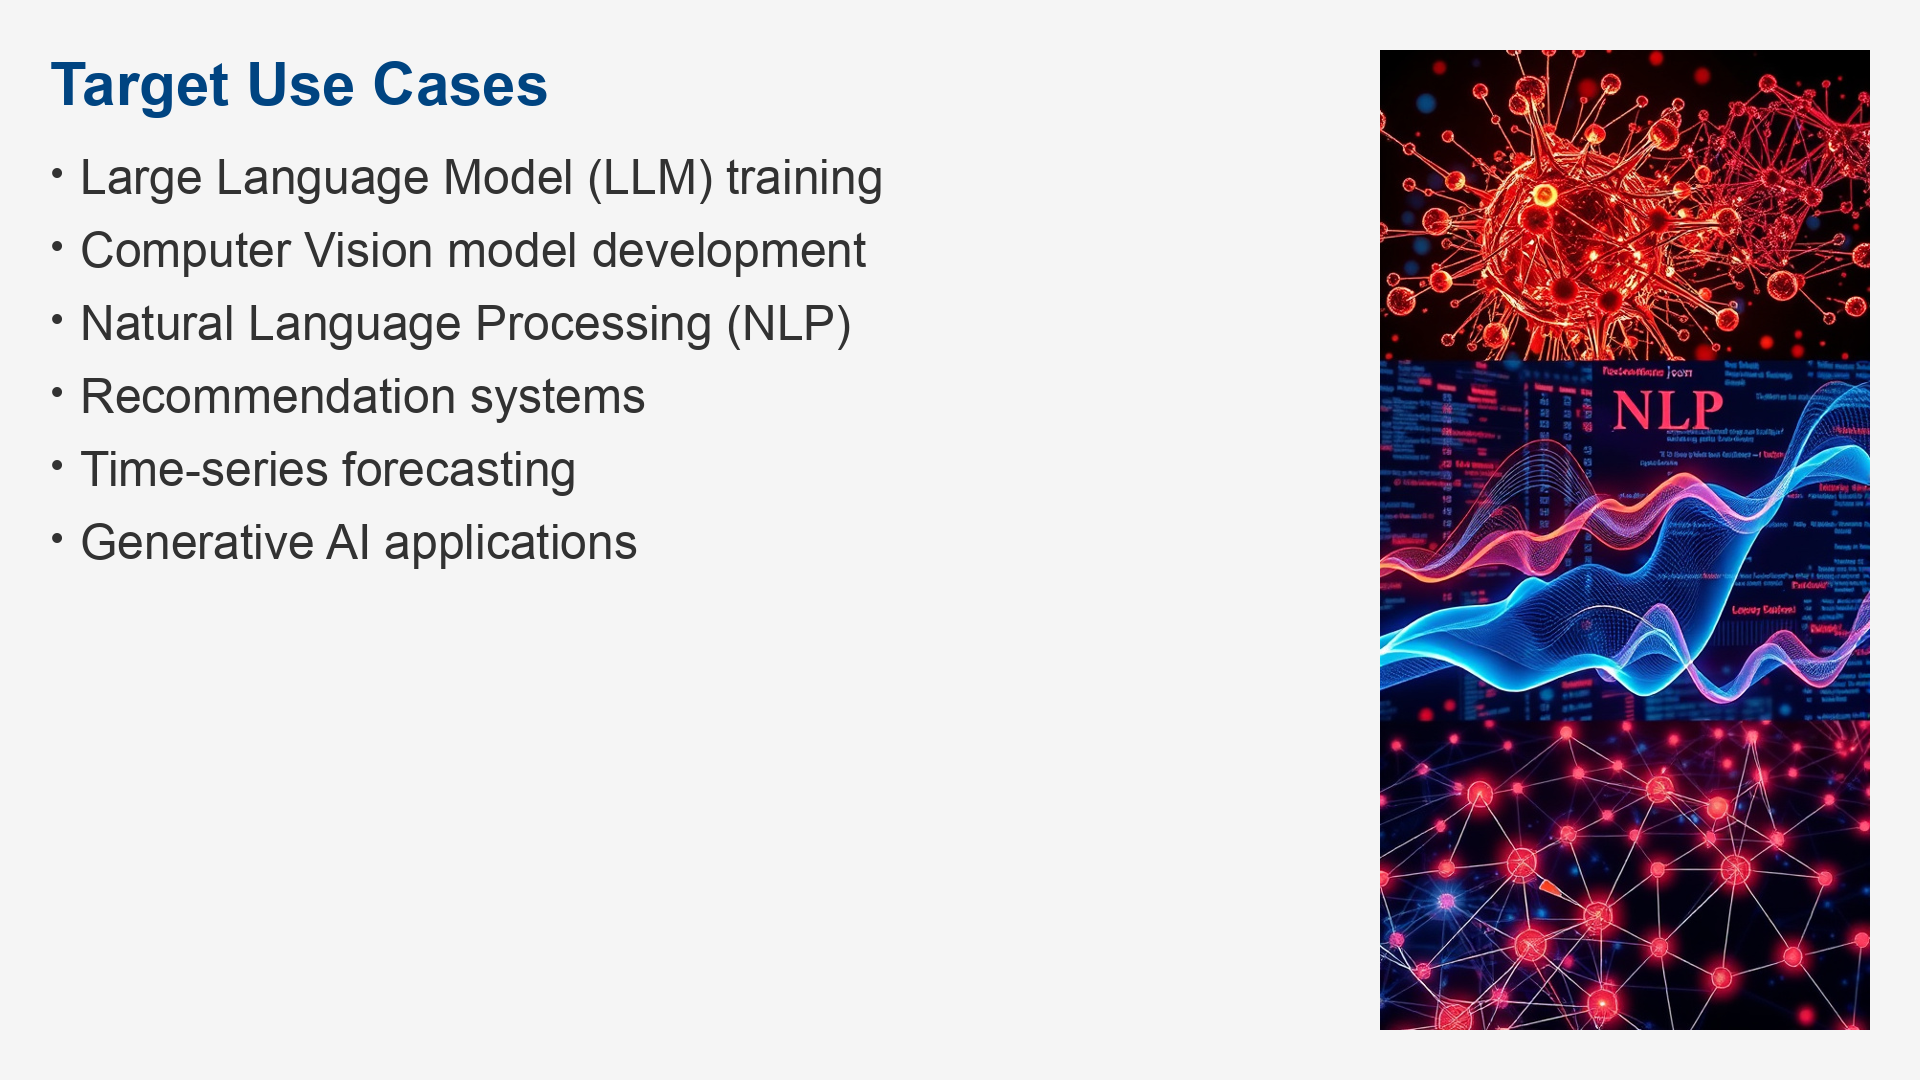 Target Use Cases
• Large Language Model (LLM) training
• Computer Vision model development
• Natural Language Processing (NLP)
• Recommendation systems
• Time-series forecasting
• Generative AI applications
NLP